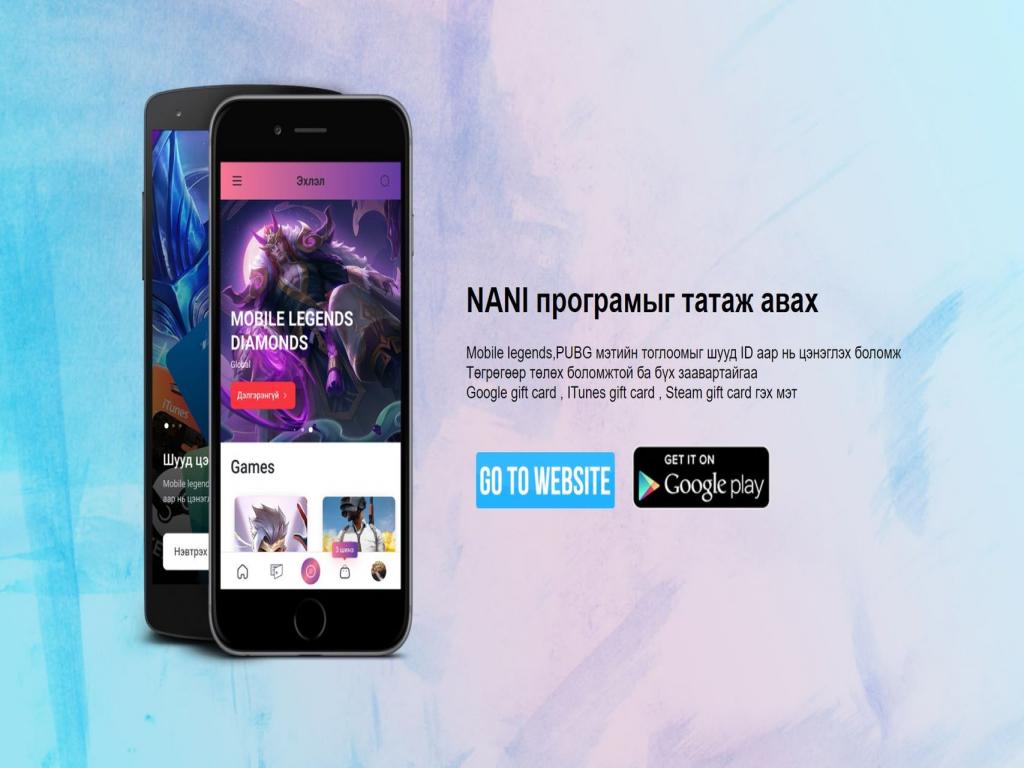 Эхлэл
MOBILE LEGENDS
DIAMONDS
Global
Дэлгэрэнгүй >
Games
3 шинэ
iTunes
Шууд цэ
Mobile legend
аар нь цэнэгл
Нэвтрэх
NANI програмыг татаж авах
Mobile legends,PUBG мэтийн тоглоомыг шууд ID аар нь цэнэглэх боломж
Төгрөгөөр төлөх боломжтой ба бүх заавартайгаа
Google gift card , ITunes gift card , Steam gift card гэх мэт
GO TO WEBSITE
GET IT ON
Google play